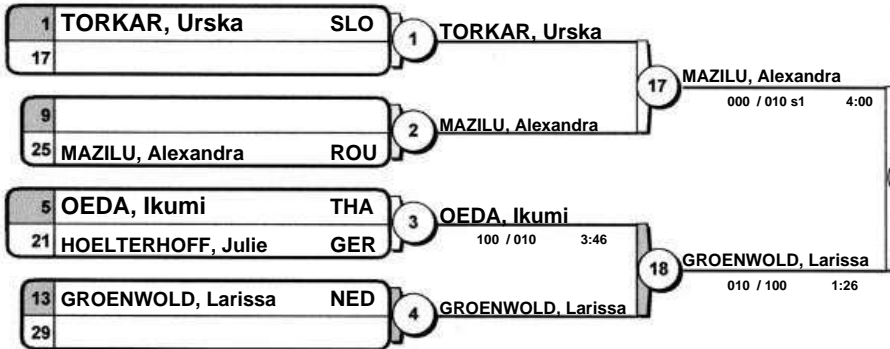 1 TORKAR, Urska SLO
17
1 TORKAR, Urska
9
25 MAZILU, Alexandra ROU
2 MAZILU, Alexandra
17 MAZILU, Alexandra
000 / 010 s1 4:00
5 OEDA, Ikumi THA
21 HOELTERHOFF, Julie GER
3 OEDA, Ikumi
100 / 010 3:46
13 GROENWOLD, Larissa NED
29
4 GROENWOLD, Larissa
18 GROENWOLD, Larissa
010 / 100 1:26